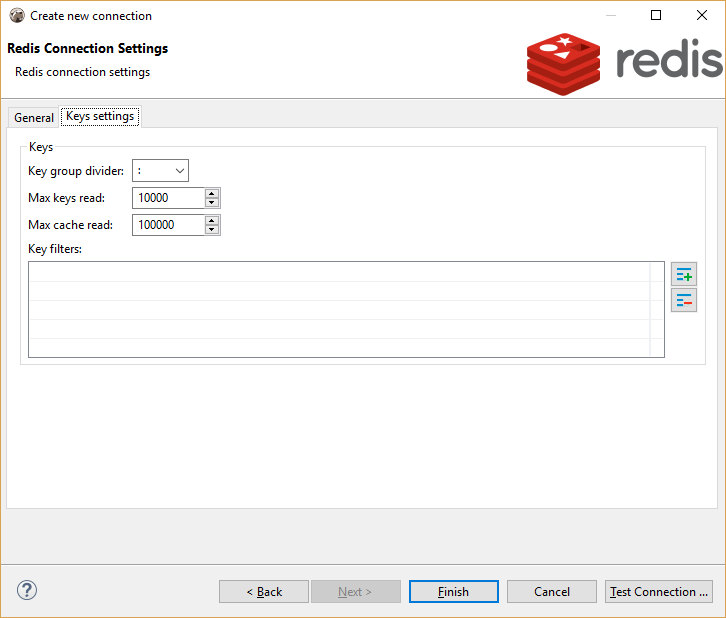 Create new connection
Redis Connection Settings
Redis connection settings
redis
General
Keys settings
Keys
Key group divider: :
Max keys read: 10000
Max cache read: 100000
Key filters:
?
< Back
Next >
Finish
Cancel
Test Connection ...